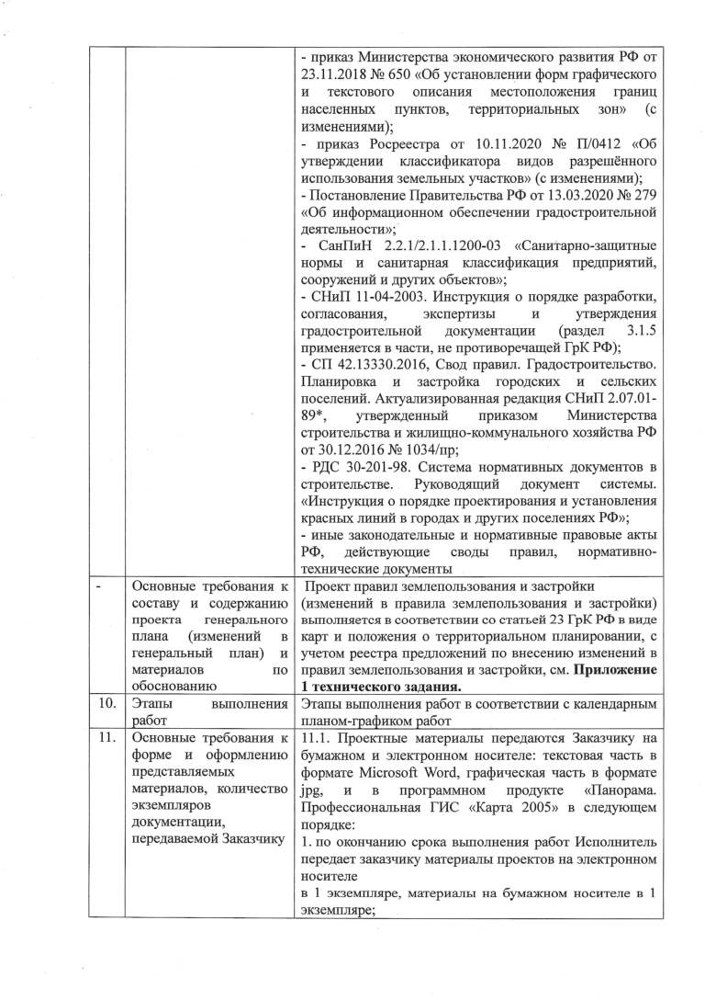 - приказ Министерства экономического развития РФ от
23.11.2018 № 650 «Об установлении форм графического
и текстового описания местоположения границ
населенных пунктов, территориальных зон» (с
изменениями);
- приказ Росреестра от 10.11.2020 № П/0412 «Об
утверждении классификатора видов разрешённого
использования земельных участков» (с изменениями);
- Постановление Правительства РФ от 13.03.2020 № 279
«Об информационном обеспечении градостроительной
деятельности»;
- СанПиН 2.2.1/2.1.1.1200-03 «Санитарно-защитные
нормы и санитарная классификация предприятий,
сооружений и других объектов»;
- СНиП 11-04-2003. Инструкция о порядке разработки,
согласования, экспертизы и утверждения
градостроительной документации (раздел 3.1.5
применяется в части, не противоречащей ГрК РФ);
- СП 42.13330.2016, Свод правил. Градостроительство.
Планировка и застройка городских и сельских
поселений. Актуализированная редакция СНиП 2.07.01-
89*, утвержденный приказом Министерства
строительства и жилищно-коммунального хозяйства РФ
от 30.12.2016 № 1034/пр;
- РДС 30-201-98. Система нормативных документов в
строительстве. Руководящий документ системы.
«Инструкция о порядке проектирования и установления
красных линий в городах и других поселениях РФ»;
- иные законодательные и нормативные правовые акты
РФ, действующие своды правил, нормативно-
технические документы
-
Основные требования к
составу и содержанию
проекта генерального
плана (изменений в
генеральный план) и
материалов по
обоснованию
Проект правил землепользования и застройки
(изменений в правила землепользования и застройки)
выполняется в соответствии со статьей 23 ГрК РФ в виде
карт и положения о территориальном планировании, с
учетом реестра предложений по внесению изменений в
правил землепользования и застройки, см. Приложение
1 технического задания.
10.
Этапы выполнения
работ
Этапы выполнения работ в соответствии с календарным
планом-графиком работ
11.
Основные требования к
форме и оформлению
представляемых
материалов, количество
экземпляров
документации,
передаваемой Заказчику
11.1. Проектные материалы передаются Заказчику на
бумажном и электронном носителе: текстовая часть в
формате Microsoft Word, графическая часть в формате
jpg, и в программном продукте «Панорама.
Профессиональная ГИС «Карта 2005» в следующем
порядке:
1. по окончанию срока выполнения работ Исполнитель
передает заказчику материалы проектов на электронном
носителе
в 1 экземпляре, материалы на бумажном носителе в 1
экземпляре;